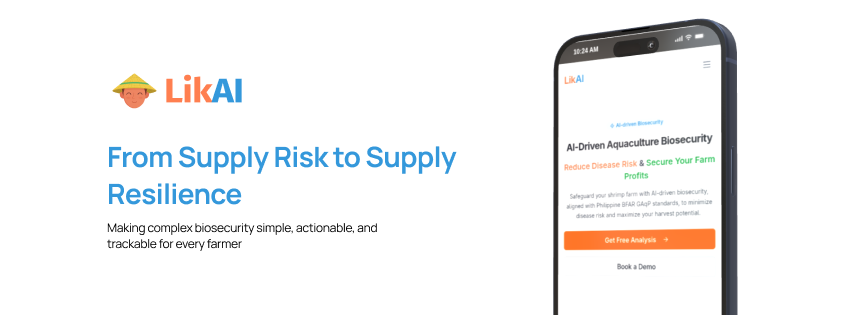 LikAI
From Supply Risk to Supply
Resilience
Making complex biosecurity simple, actionable, and
trackable for every farmer
10:24 AM
LikAI
AI-driven Biosecurity
AI-Driven Aquaculture Biosecurity
Reduce Disease Risk & Secure Your Farm
Profits
Safeguard your shrimp farm with AI-driven biosecurity,
aligned with Philippine BFAR GAqP standards, to minimize
disease risk and maximize your harvest potential.
Get Free Analysis →
Book a Demo